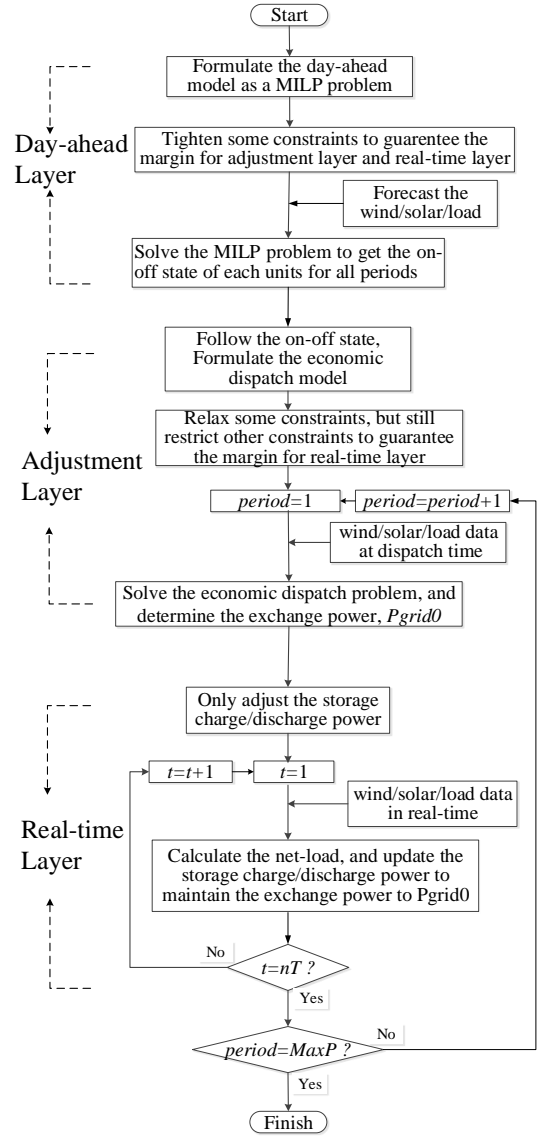 Start
Formulate the day-ahead
model as a MILP problem
Day-ahead
Layer
Tighten some constraints to guarentee the
margin for adjustment layer and real-time layer
Forecast the
wind/solar/load
Solve the MILP problem to get the on-
off state of each units for all periods
Follow the on-off state,
Formulate the economic
dispatch model
Adjustment
Layer
Relax some constraints, but still
restrict other constraints to guarantee
the margin for real-time layer
period=1
period=period+1
wind/solar/load data
at dispatch time
Solve the economic dispatch problem, and
determine the exchange power, Pgrid0
Only adjust the storage
charge/discharge power
Real-time
Layer
t=t+1
t=1
wind/solar/load data
in real-time
Calculate the net-load, and update the
storage charge/discharge power to
maintain the exchange power to Pgrid0
No
t=nT ?
Yes
No
period=MaxP ?
Yes
Finish